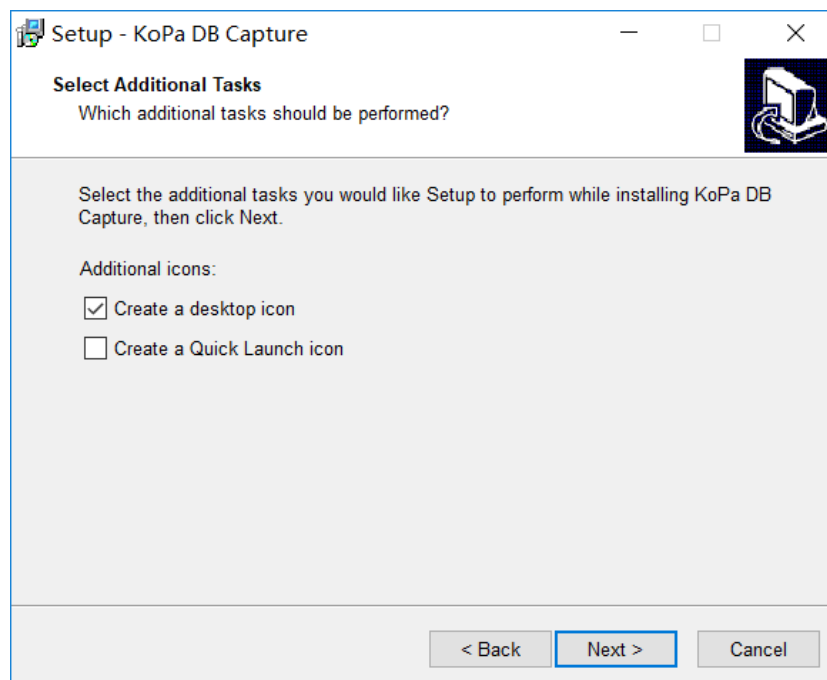 Setup - KoPa DB Capture
Select Additional Tasks
Which additional tasks should be performed?
Select the additional tasks you would like Setup to perform while installing KoPa DB
Capture, then click Next.
Additional icons:
Create a desktop icon
Create a Quick Launch icon
< Back
Next >
Cancel